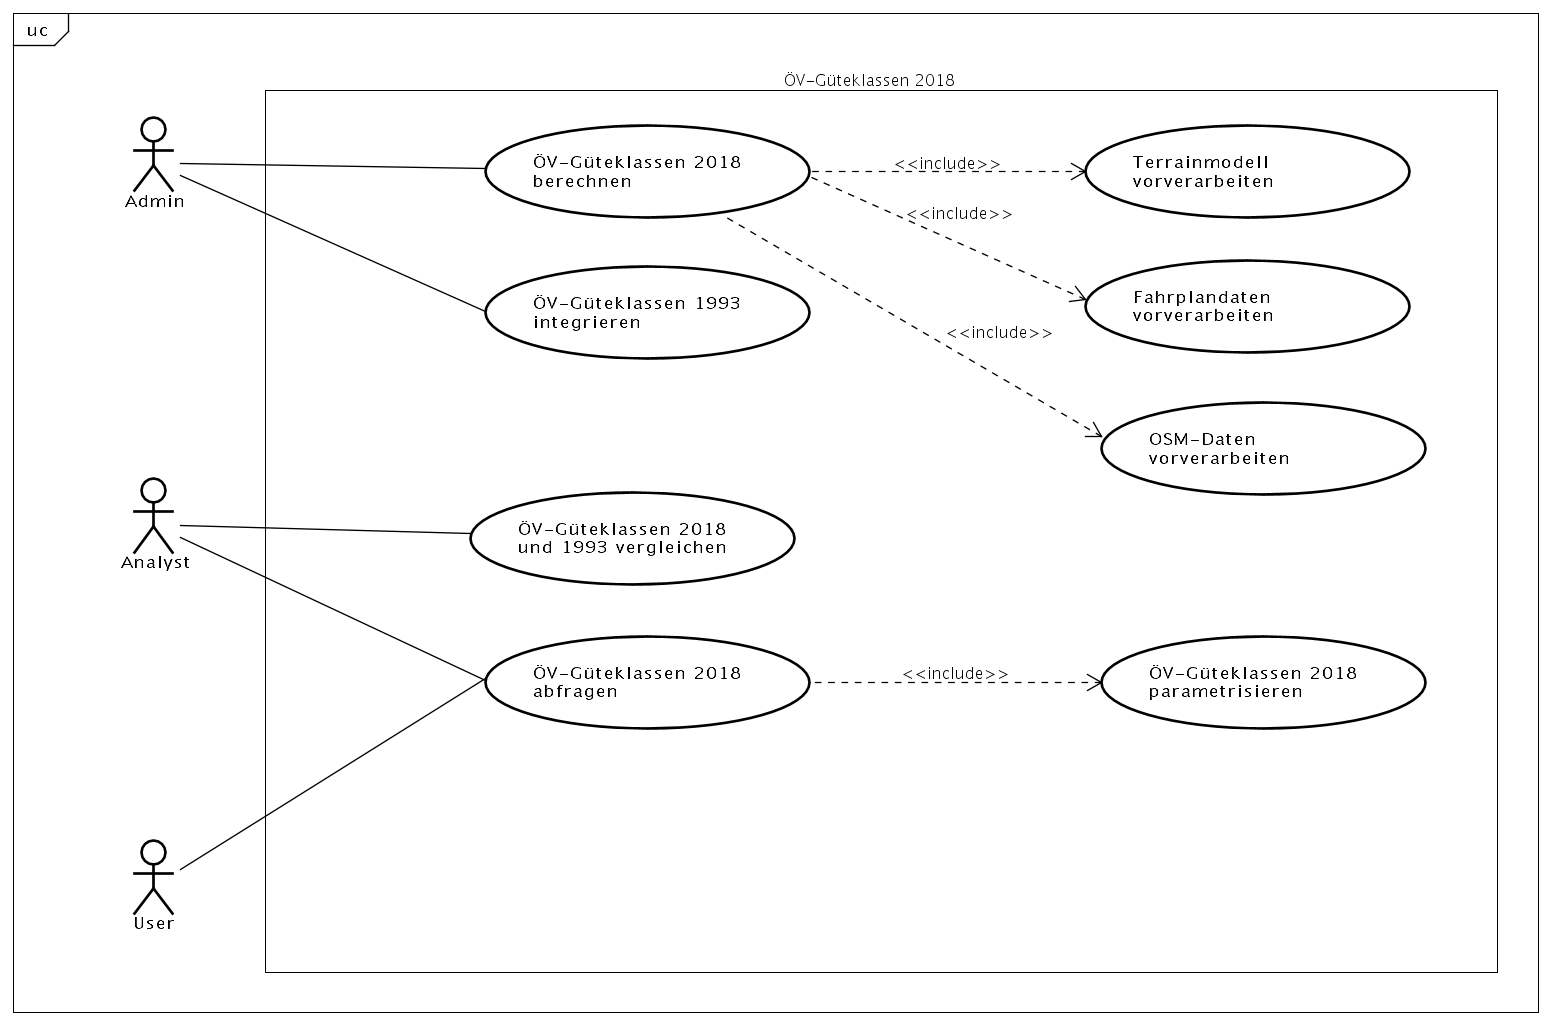 uc
ÖV-Güteklassen 2018
Admin
ÖV-Güteklassen 2018
berechnen
<<include>>
Terrainmodell
vorverarbeiten
<<include>>
ÖV-Güteklassen 1993
integrieren
Fahrplandaten
vorverarbeiten
<<include>>
OSM-Daten
vorverarbeiten
Analyst
ÖV-Güteklassen 2018
und 1993 vergleichen
ÖV-Güteklassen 2018
abfragen
<<include>>
ÖV-Güteklassen 2018
parametrisieren
User